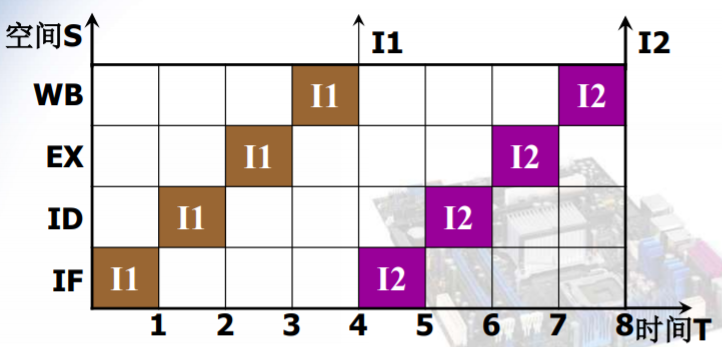 空间S I1 I2
WB I1 I2
EX I1 I2
ID I1 I2
IF I1 I2
1 2 3 4 5 6 7 8 时间T